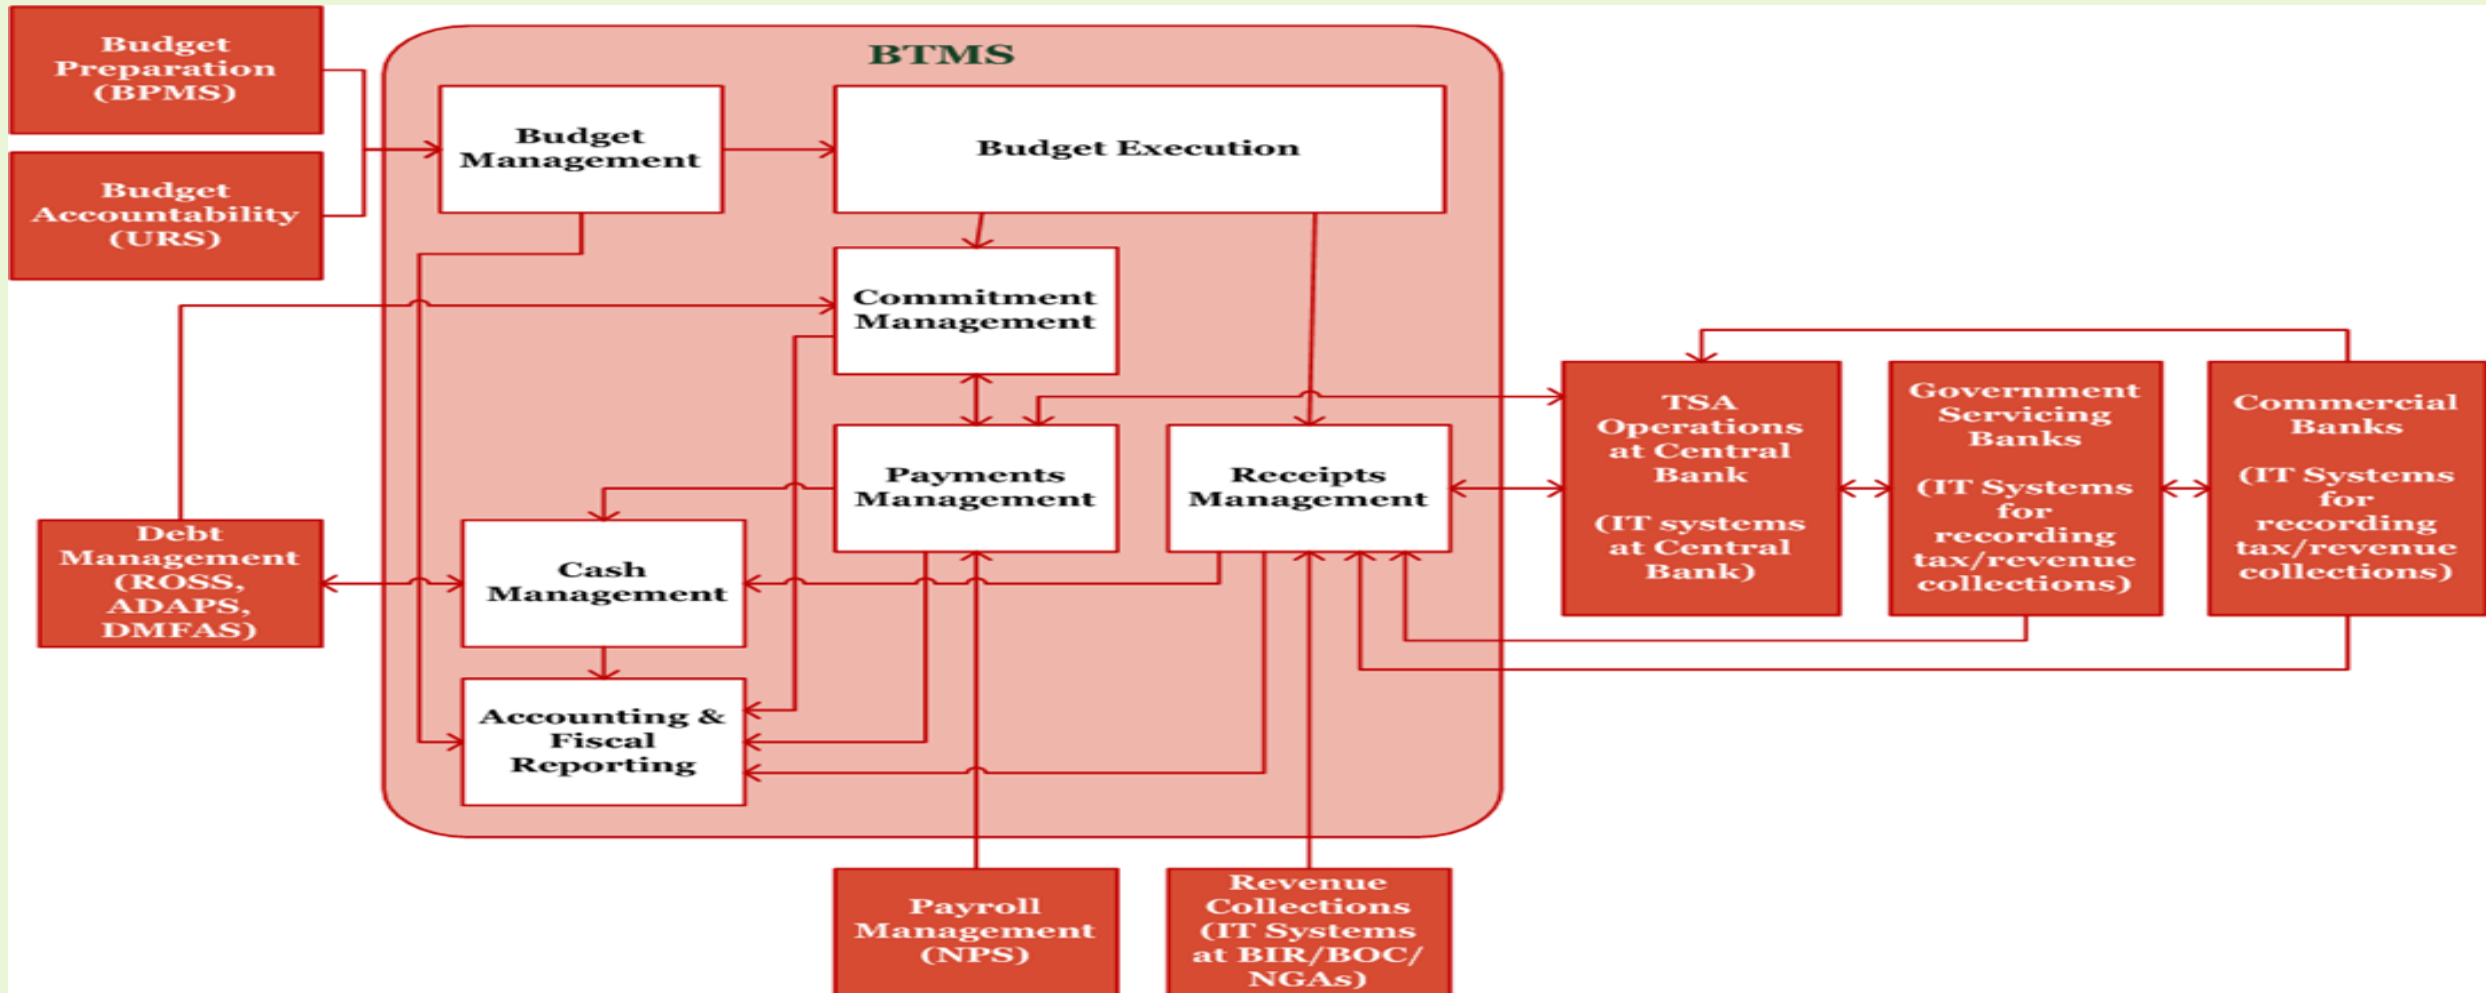 Budget
Preparation
(BPMS)
Budget
Accountability
(URS)
BTMS
Budget
Management
Budget Execution
Commitment
Management
Payments
Management
Receipts
Management
Cash
Management
Accounting &
Fiscal
Reporting
Debt
Management
(ROSS,
ADAPS,
DMFAS)
TSA
Operations
at Central
Bank
(IT systems
at Central
Bank)
Government
Servicing
Banks
(IT Systems
for
recording
tax/revenue
collections)
Commercial
Banks
(IT Systems
for
recording
tax/revenue
collections)
Payroll
Management
(NPS)
Revenue
Collections
(IT Systems
at BIR/BOC/
NGAs)